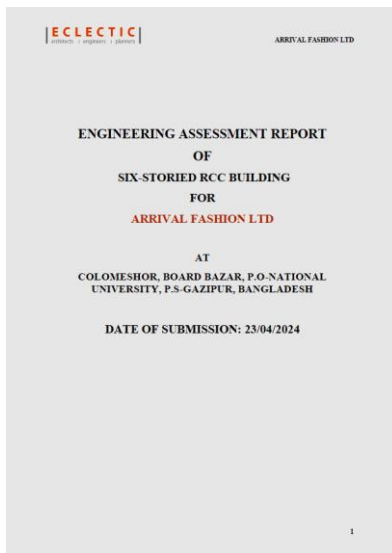 |ECLECTIC|
architects | engineers | planners
ARRIVAL FASHION LTD
ENGINEERING ASSESSMENT REPORT
OF
SIX-STORIED RCC BUILDING
FOR
ARRIVAL FASHION LTD
AT
COLOMESHOR, BOARD BAZAR, P.O-NATIONAL
UNIVERSITY, P.S-GAZIPUR, BANGLADESH
DATE OF SUBMISSION: 23/04/2024
1